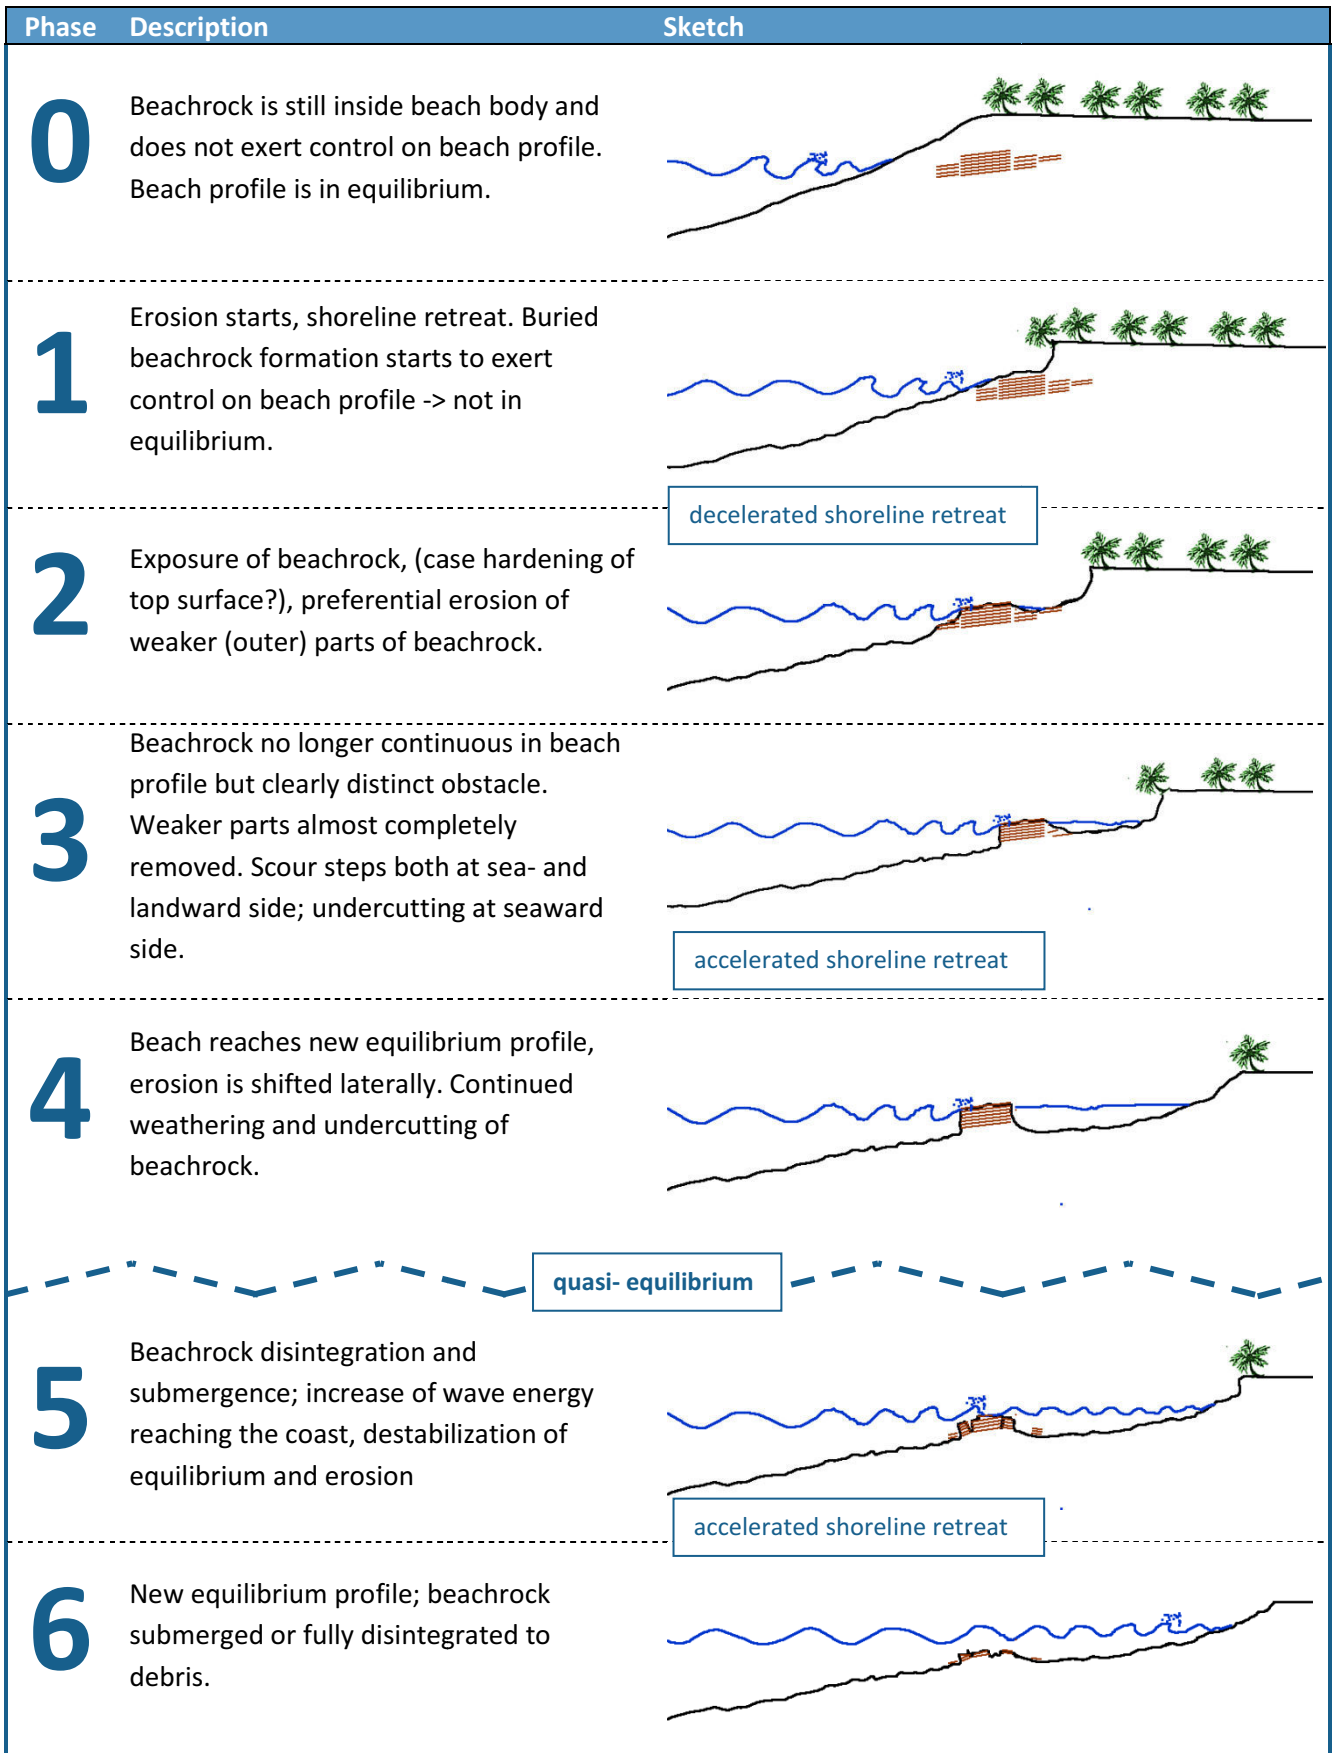 Phase Description Sketch
0
Beachrock is still inside beach body and
does not exert control on beach profile.
Beach profile is in equilibrium.
1
Erosion starts, shoreline retreat. Buried
beachrock formation starts to exert
control on beach profile -> not in
equilibrium.
decelerated shoreline retreat
2
Exposure of beachrock, (case hardening of
top surface?), preferential erosion of
weaker (outer) parts of beachrock.
3
Beachrock no longer continuous in beach
profile but clearly distinct obstacle.
Weaker parts almost completely
removed. Scour steps both at sea- and
landward side; undercutting at seaward
side.
accelerated shoreline retreat
4
Beach reaches new equilibrium profile,
erosion is shifted laterally. Continued
weathering and undercutting of
beachrock.
quasi- equilibrium
5
Beachrock disintegration and
submergence; increase of wave energy
reaching the coast, destabilization of
equilibrium and erosion
accelerated shoreline retreat
6
New equilibrium profile; beachrock
submerged or fully disintegrated to
debris.